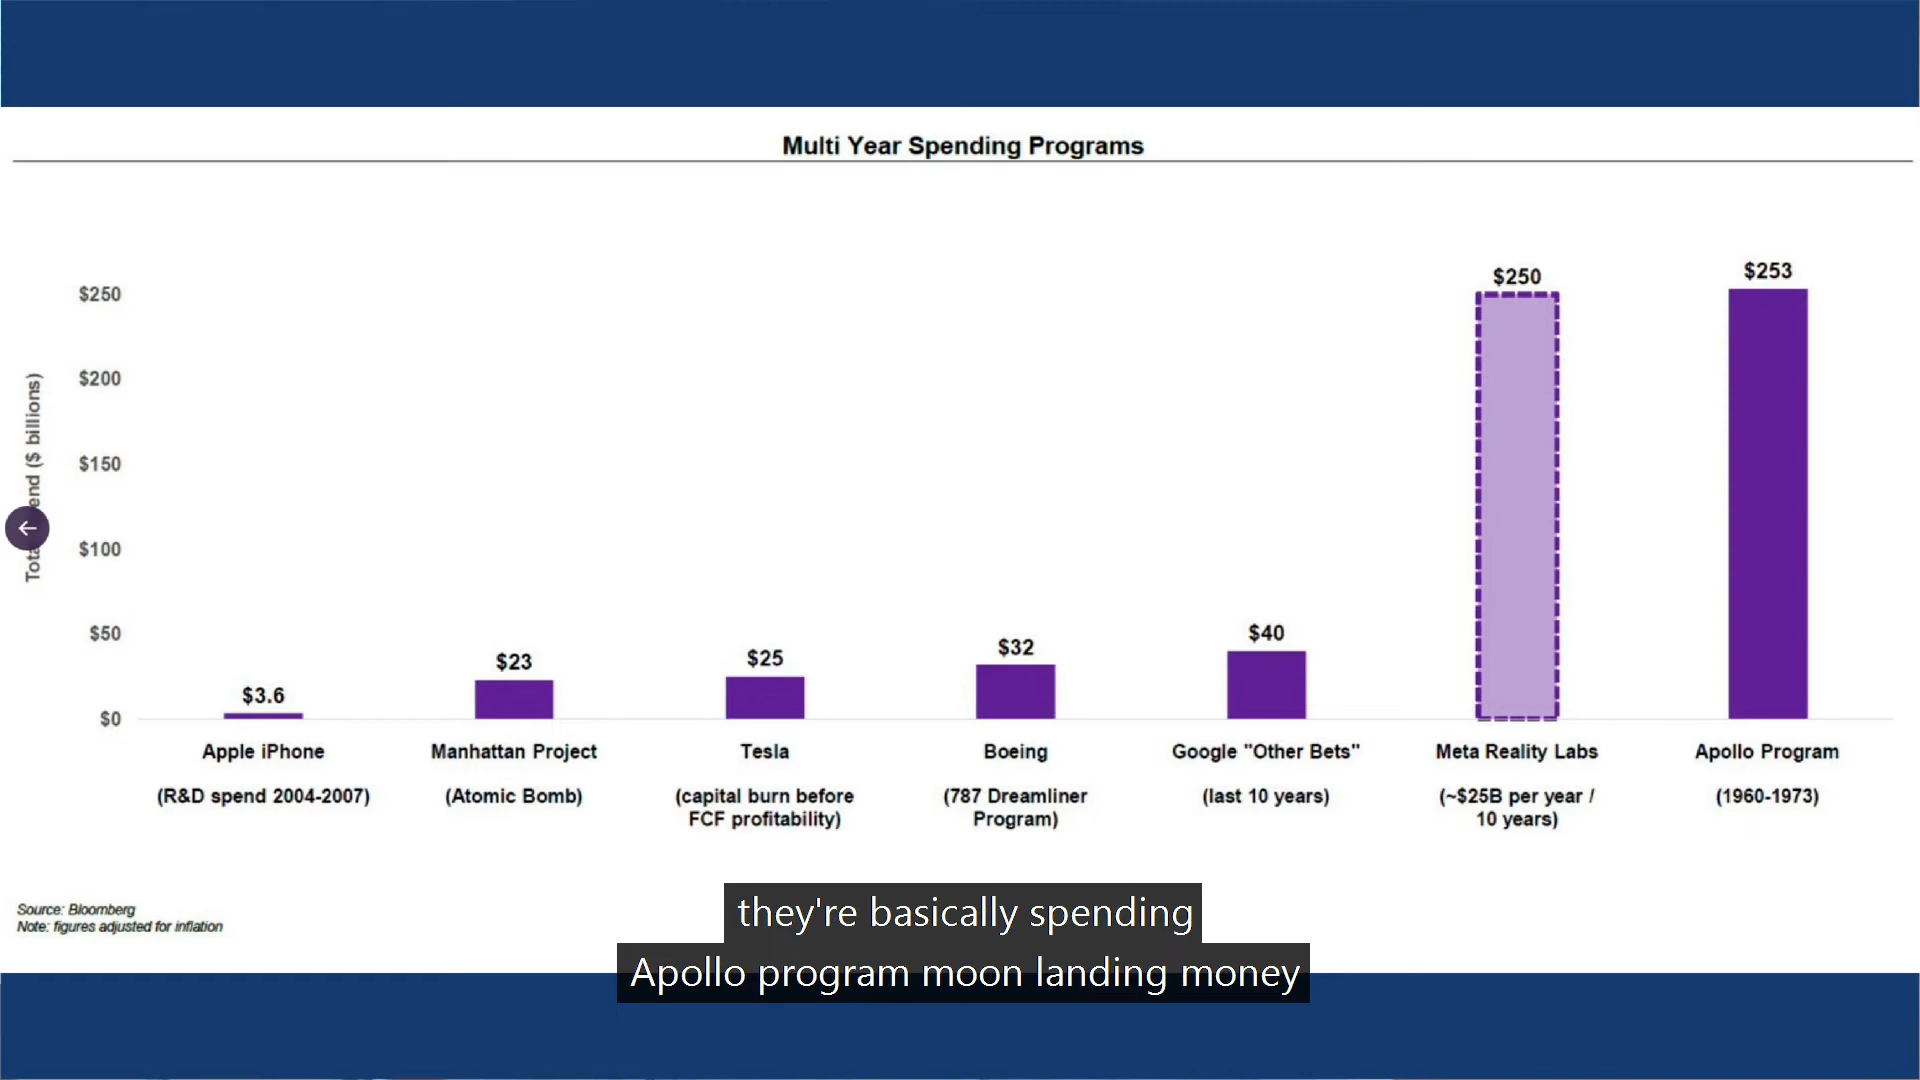 Multi Year Spending Programs
$250
$200
$150
$100
$50
$0
($ billions)
$3.6
$23
$25
$32
$40
$250
$253
Apple iPhone
(R&D spend 2004-2007)
Manhattan Project
(Atomic Bomb)
Tesla
(capital burn before
FCF profitability)
Boeing
(787 Dreamliner
Program)
Google "Other Bets"
(last 10 years)
Meta Reality Labs
(~$25B per year /
10 years)
Apollo Program
(1960-1973)
Source: Bloomberg
Note: figures adjusted for inflation
they're basically spending
Apollo program moon landing money